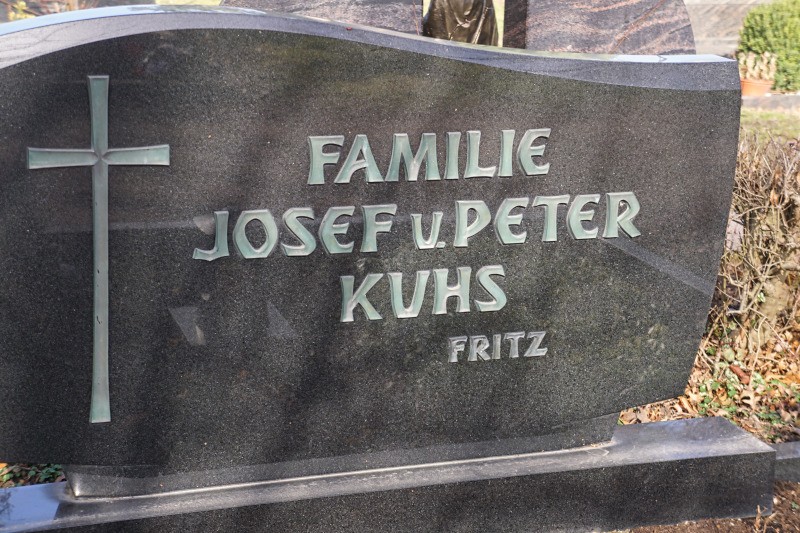 FAMILIE
JOSEF u. PETER
KUHS
FRITZ